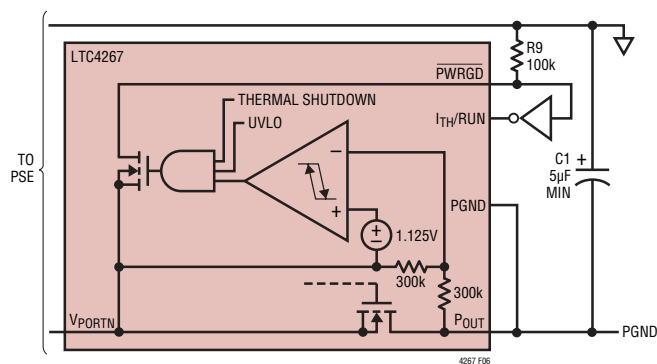 LTC4267
PWRGD
R9
100k
THERMAL SHUTDOWN
UVLO
ITH/RUN
TO
PSE
−
+
+
−
1.125V
PGND
C1
+
5µF
MIN
300k
300k
VPORTN
POUT
PGND
4267 F06